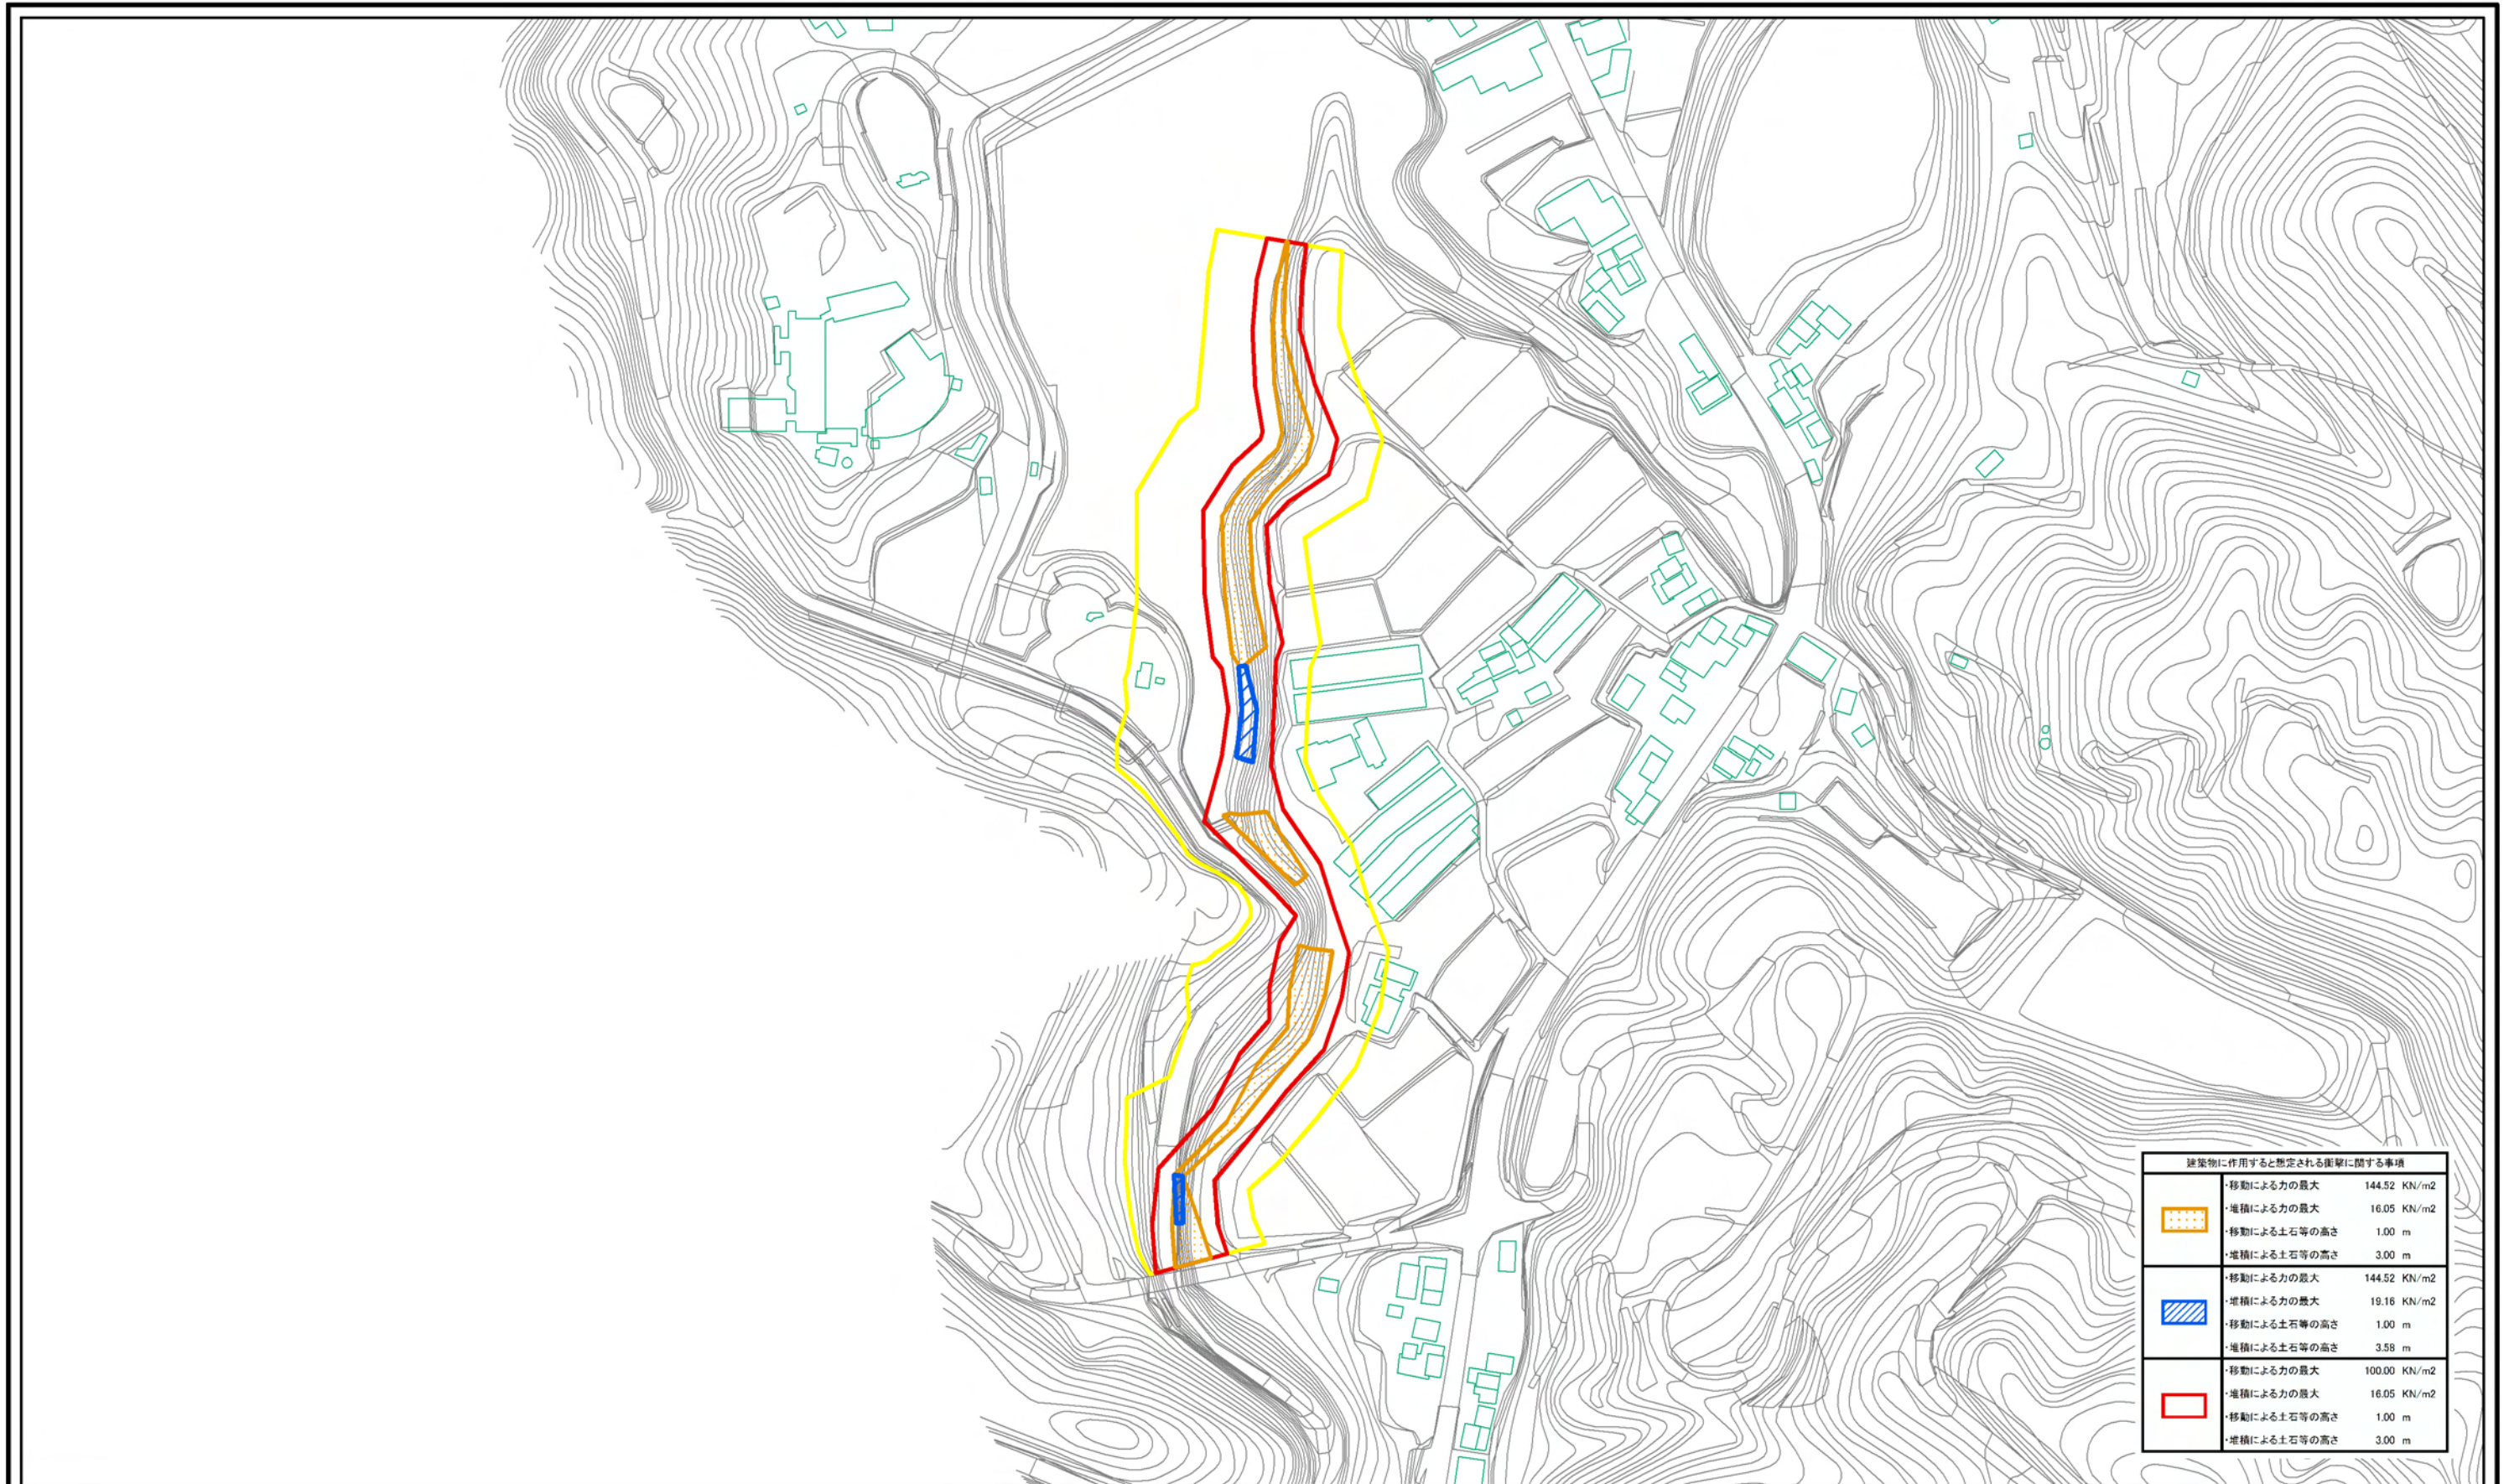 建築物に作用すると想定される衝撃に関する事項
・移動による力の最大 144.52 KN/m2
・堆積による力の最大 16.05 KN/m2
・移動による土石等の高さ 1.00 m
・堆積による土石等の高さ 3.00 m
・移動による力の最大 144.52 KN/m2
・堆積による力の最大 19.16 KN/m2
・移動による土石等の高さ 1.00 m
・堆積による土石等の高さ 3.58 m
・移動による力の最大 100.00 KN/m2
・堆積による力の最大 16.05 KN/m2
・移動による土石等の高さ 1.00 m
・堆積による土石等の高さ 3.00 m